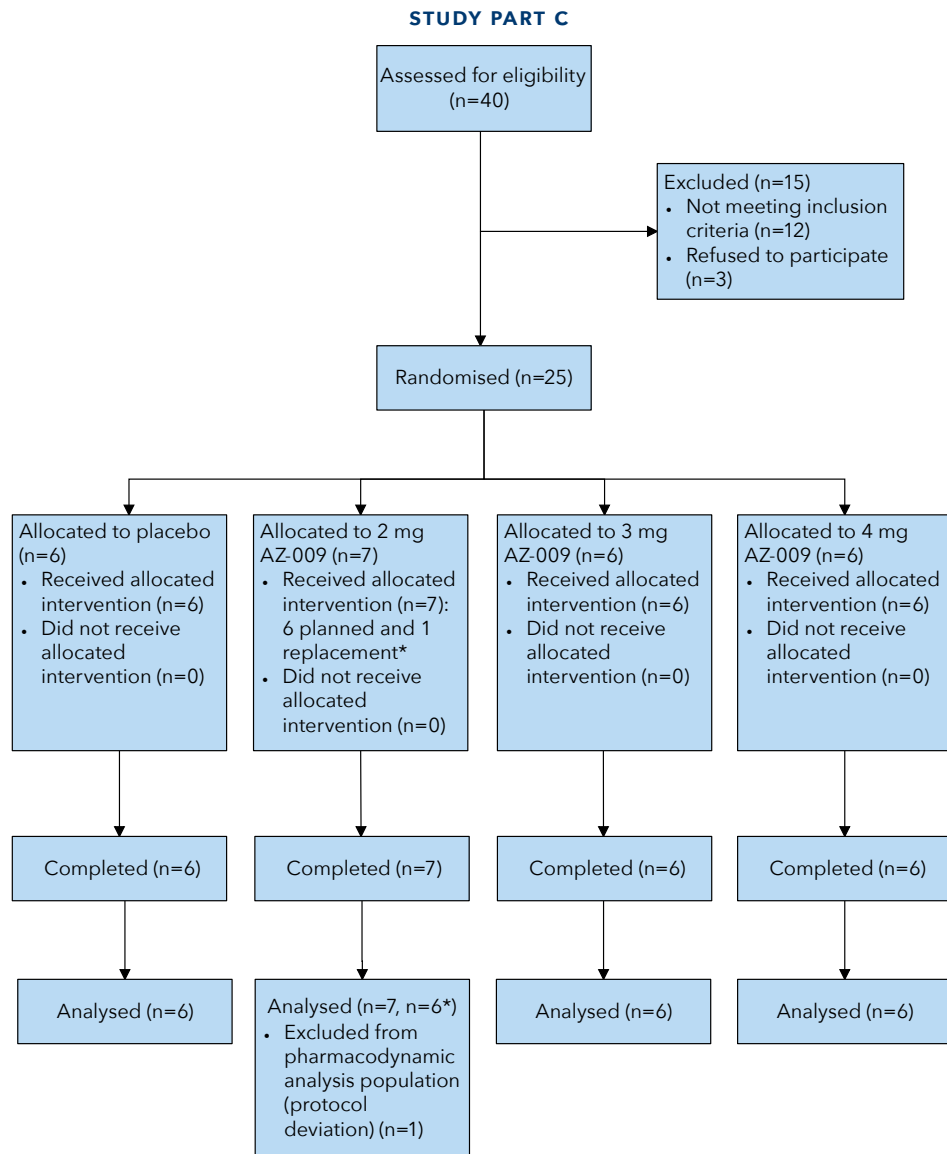 STUDY PART C
Assessed for eligibility
(n=40)
Excluded (n=15)
• Not meeting inclusion
criteria (n=12)
• Refused to participate
(n=3)
Randomised (n=25)
Allocated to placebo
(n=6)
• Received allocated
intervention (n=6)
• Did not receive
allocated
intervention (n=0)
Allocated to 2 mg
AZ-009 (n=7)
• Received allocated
intervention (n=7):
6 planned and 1
replacement*
• Did not receive
allocated
intervention (n=0)
Allocated to 3 mg
AZ-009 (n=6)
• Received allocated
intervention (n=6)
• Did not receive
allocated
intervention (n=0)
Allocated to 4 mg
AZ-009 (n=6)
• Received allocated
intervention (n=6)
• Did not receive
allocated
intervention (n=0)
Completed (n=6)
Completed (n=7)
Completed (n=6)
Completed (n=6)
Analysed (n=6)
Analysed (n=7, n=6*)
• Excluded from
pharmacodynamic
analysis population
(protocol
deviation) (n=1)
Analysed (n=6)
Analysed (n=6)